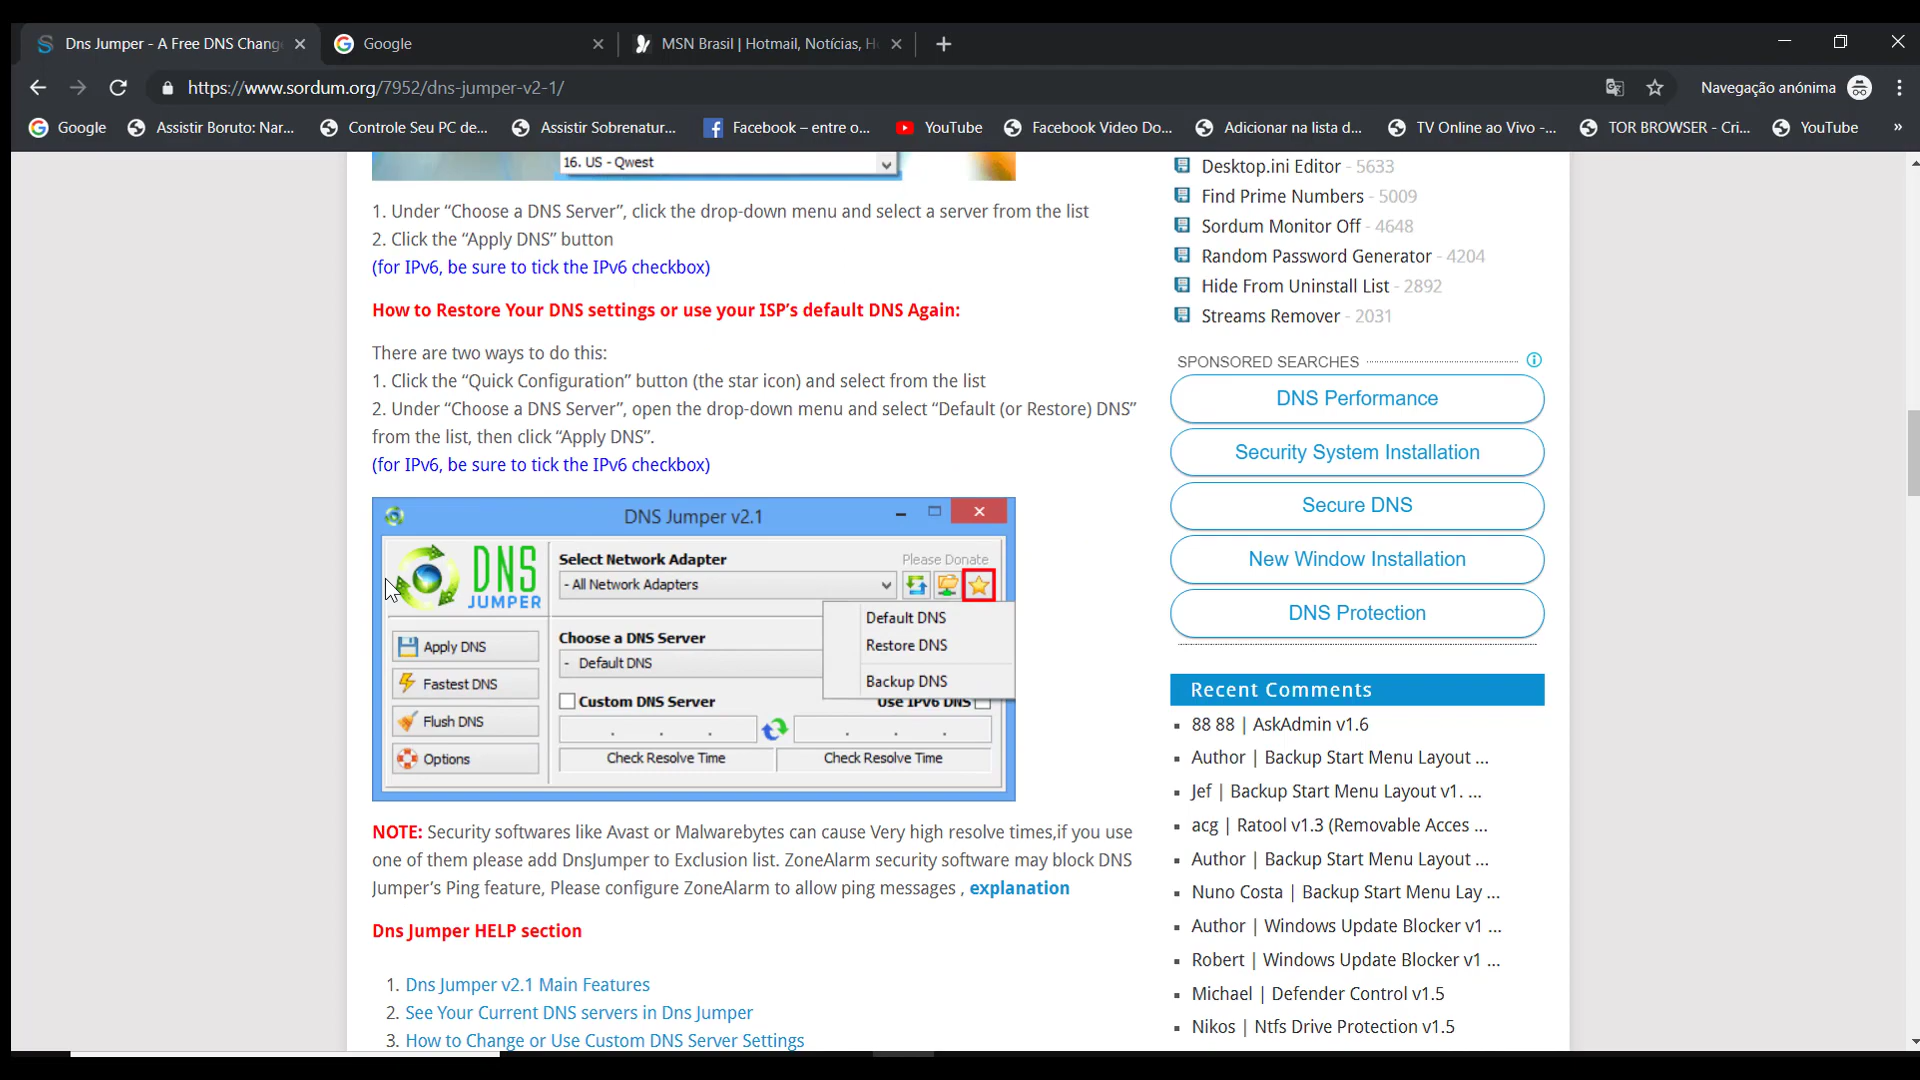 Dns Jumper - A Free DNS Chang
Google
MSN Brasil | Hotmail, Notícias, H
https://www.sordum.org/7952/dns-jumper-v2-1/
Navegação anónima
Google
Assistir Boruto: Nar...
Controle Seu PC de...
Assistir Sobrenatur...
Facebook – entre o...
YouTube
Facebook Video Do...
Adicionar na lista d...
TV Online ao Vivo -...
TOR BROWSER - Cri...
YouTube
»
16. US - Qwest
1. Under “Choose a DNS Server”, click the drop-down menu and select a server from the list
2. Click the “Apply DNS” button
(for IPv6, be sure to tick the IPv6 checkbox)
How to Restore Your DNS settings or use your ISP’s default DNS Again:
There are two ways to do this:
1. Click the “Quick Configuration” button (the star icon) and select from the list
2. Under “Choose a DNS Server”, open the drop-down menu and select “Default (or Restore) DNS”
from the list, then click “Apply DNS”.
(for IPv6, be sure to tick the IPv6 checkbox)
DNS Jumper v2.1
DNS
JUMPER
Select Network Adapter
Please Donate
- All Network Adapters
Default DNS
Restore DNS
Backup DNS
Choose a DNS Server
- Default DNS
Apply DNS
Fastest DNS
Flush DNS
Options
Custom DNS Server
Use IPv6 DNS
. . .
. . .
Check Resolve Time
Check Resolve Time
NOTE: Security softwares like Avast or Malwarebytes can cause Very high resolve times,if you use
one of them please add DnsJumper to Exclusion list. ZoneAlarm security software may block DNS
Jumper’s Ping feature, Please configure ZoneAlarm to allow ping messages , explanation
Dns Jumper HELP section
1. Dns Jumper v2.1 Main Features
2. See Your Current DNS servers in Dns Jumper
3. How to Change or Use Custom DNS Server Settings
Desktop.ini Editor - 5633
Find Prime Numbers - 5009
Sordum Monitor Off - 4648
Random Password Generator - 4204
Hide From Uninstall List - 2892
Streams Remover - 2031
SPONSORED SEARCHES
DNS Performance
Security System Installation
Secure DNS
New Window Installation
DNS Protection
Recent Comments
88 88 | AskAdmin v1.6
Author | Backup Start Menu Layout ...
Jef | Backup Start Menu Layout v1. ...
acg | Ratool v1.3 (Removable Acces ...
Author | Backup Start Menu Layout ...
Nuno Costa | Backup Start Menu Lay ...
Author | Windows Update Blocker v1 ...
Robert | Windows Update Blocker v1 ...
Michael | Defender Control v1.5
Nikos | Ntfs Drive Protection v1.5